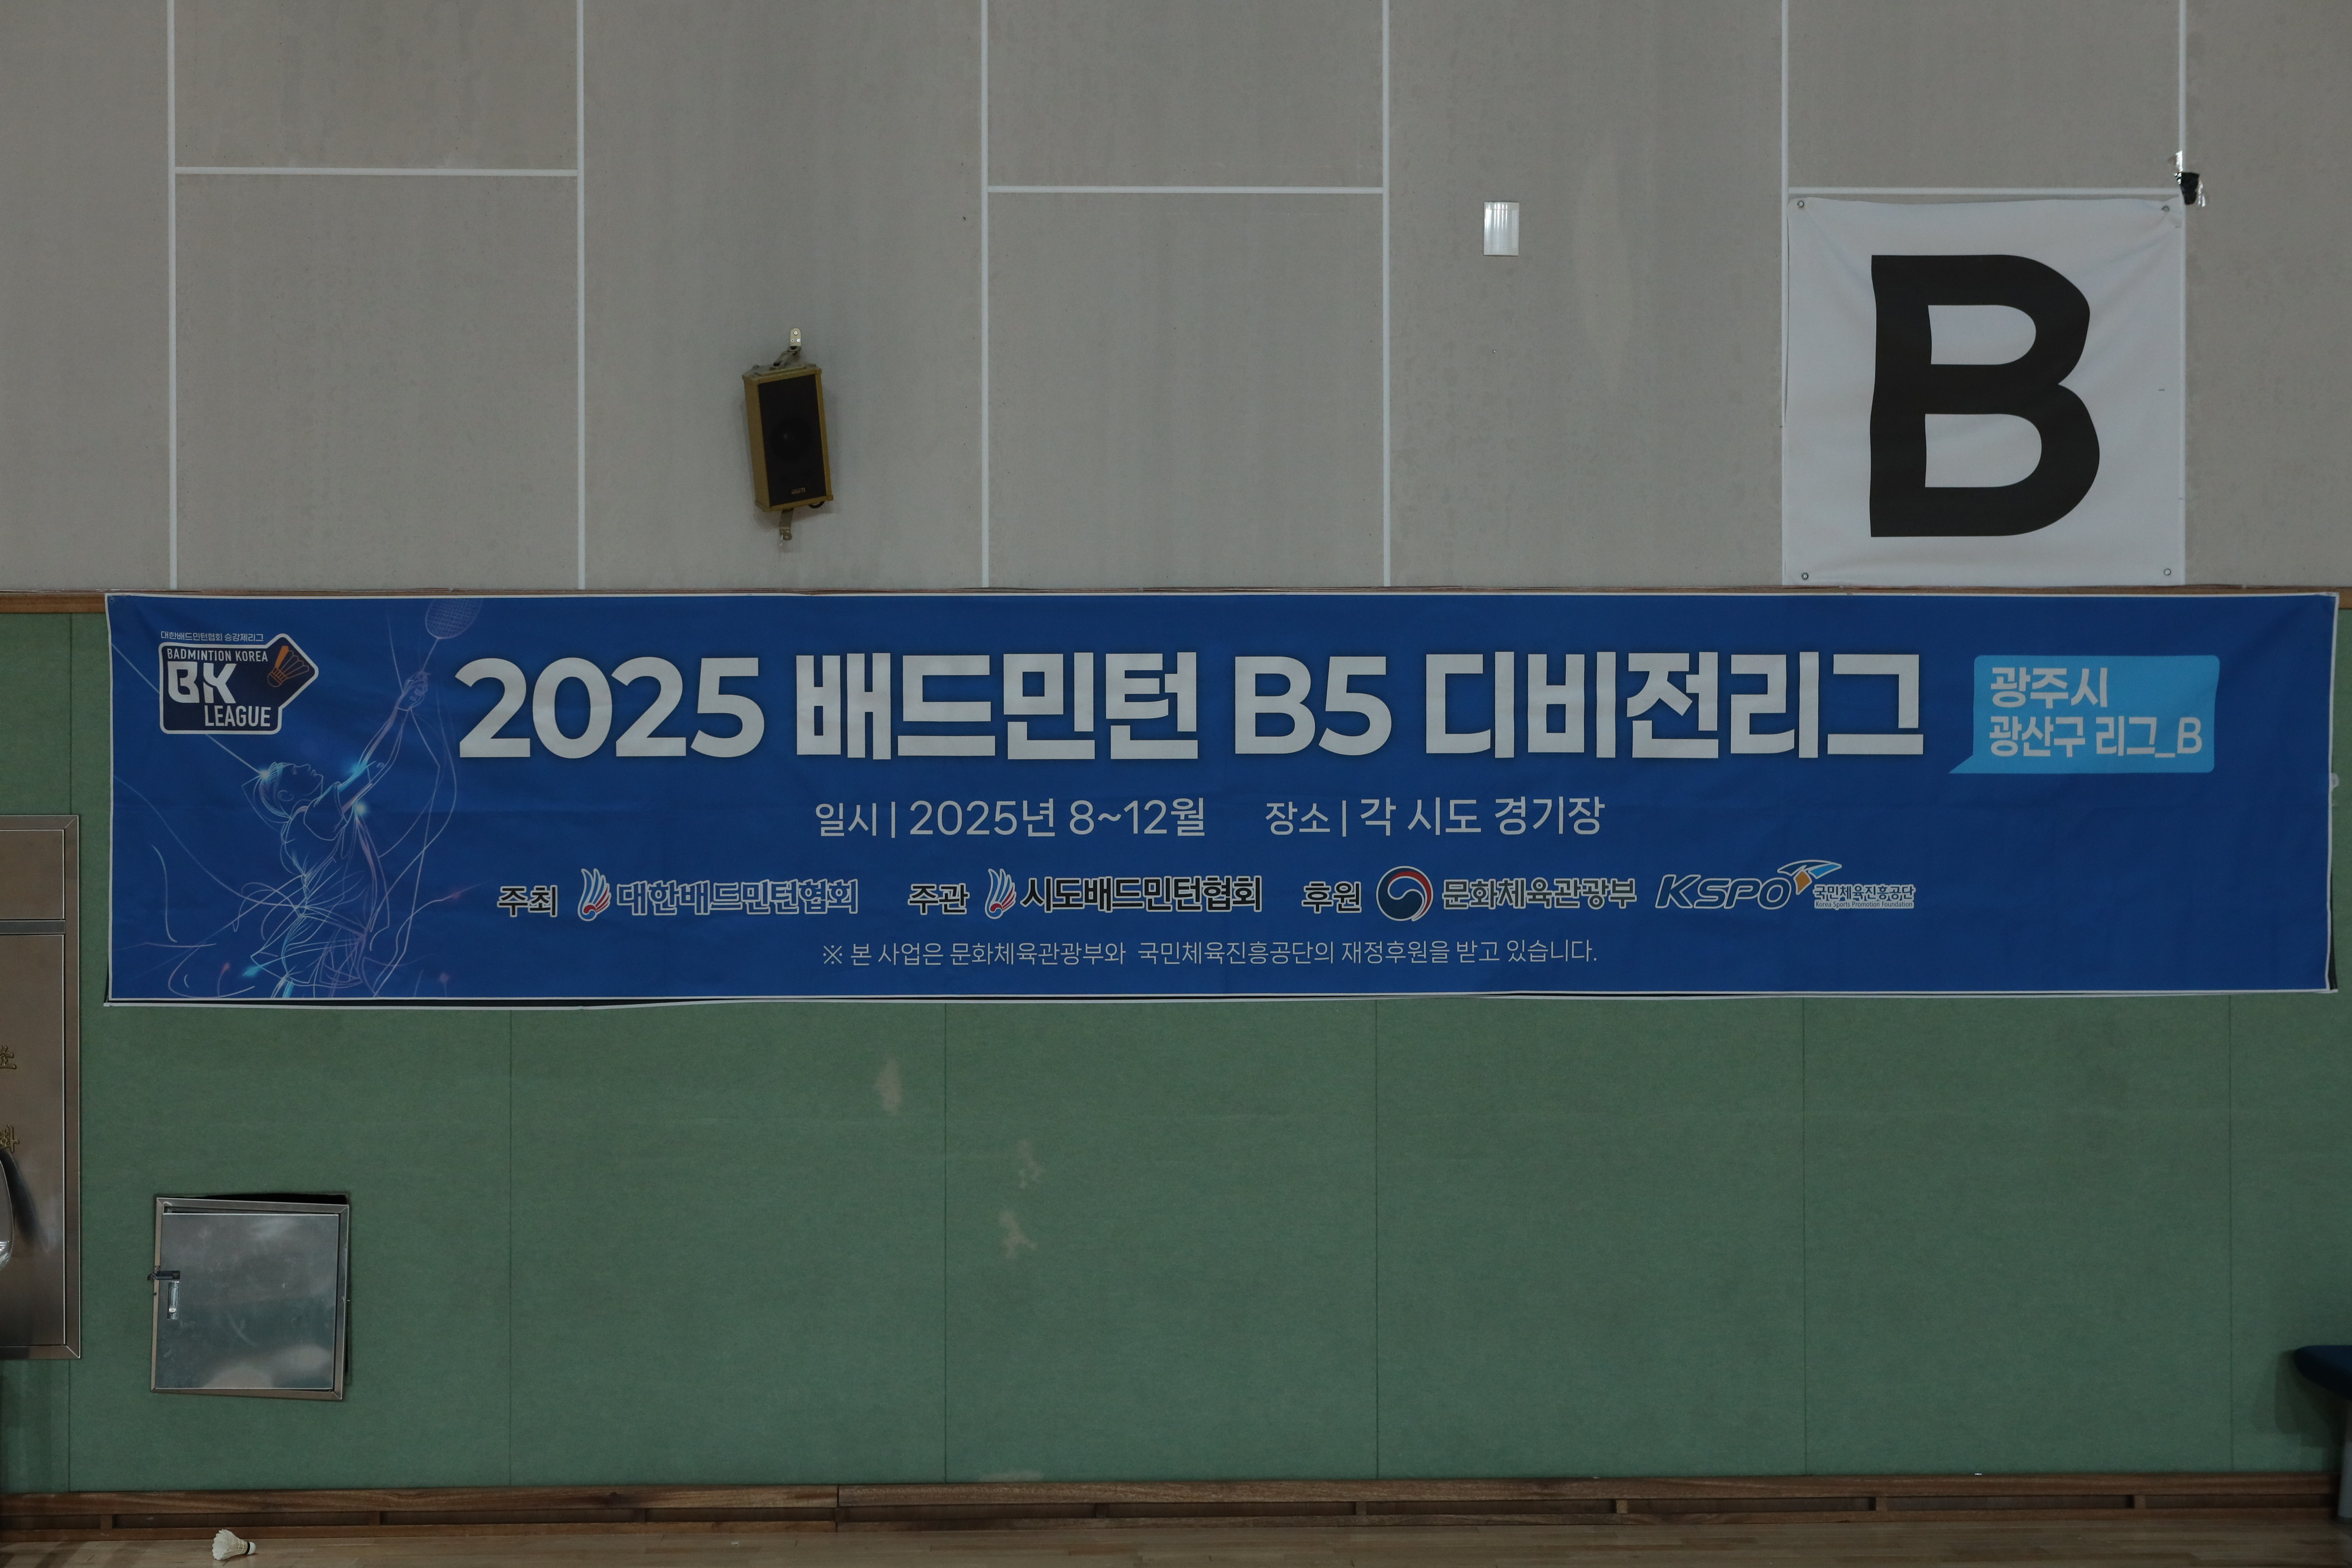 B
대한배드민턴협회 승강제리그
BADMINTION KOREA
BK
LEAGUE
2025 배드민턴 B5 디비전리그
광주시
광산구 리그_B
일시 | 2025년 8~12월 장소 | 각 시도 경기장
주최 대한배드민턴협회 주관 시도배드민턴협회 후원 문화체육관광부 KSPO 국민체육진흥공단
Korea Sports Promotion Foundation
※ 본 사업은 문화체육관광부와 국민체육진흥공단의 재정후원을 받고 있습니다.